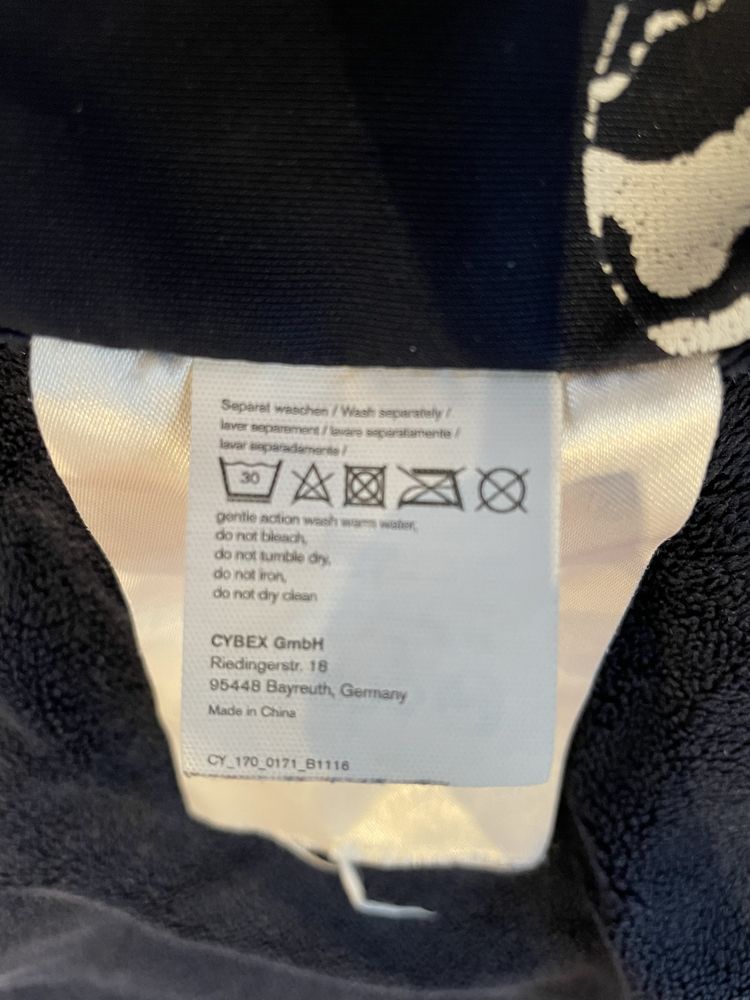 Separat waschen / Wash separately /
laver separement / lavare separatamente /
lavar separadamente /
30
gentle action wash warm water,
do not bleach,
do not tumble dry,
do not iron,
do not dry clean
CYBEX GmbH
Riedingerstr. 18
95448 Bayreuth, Germany
Made in China
CY_170_0171_B1116